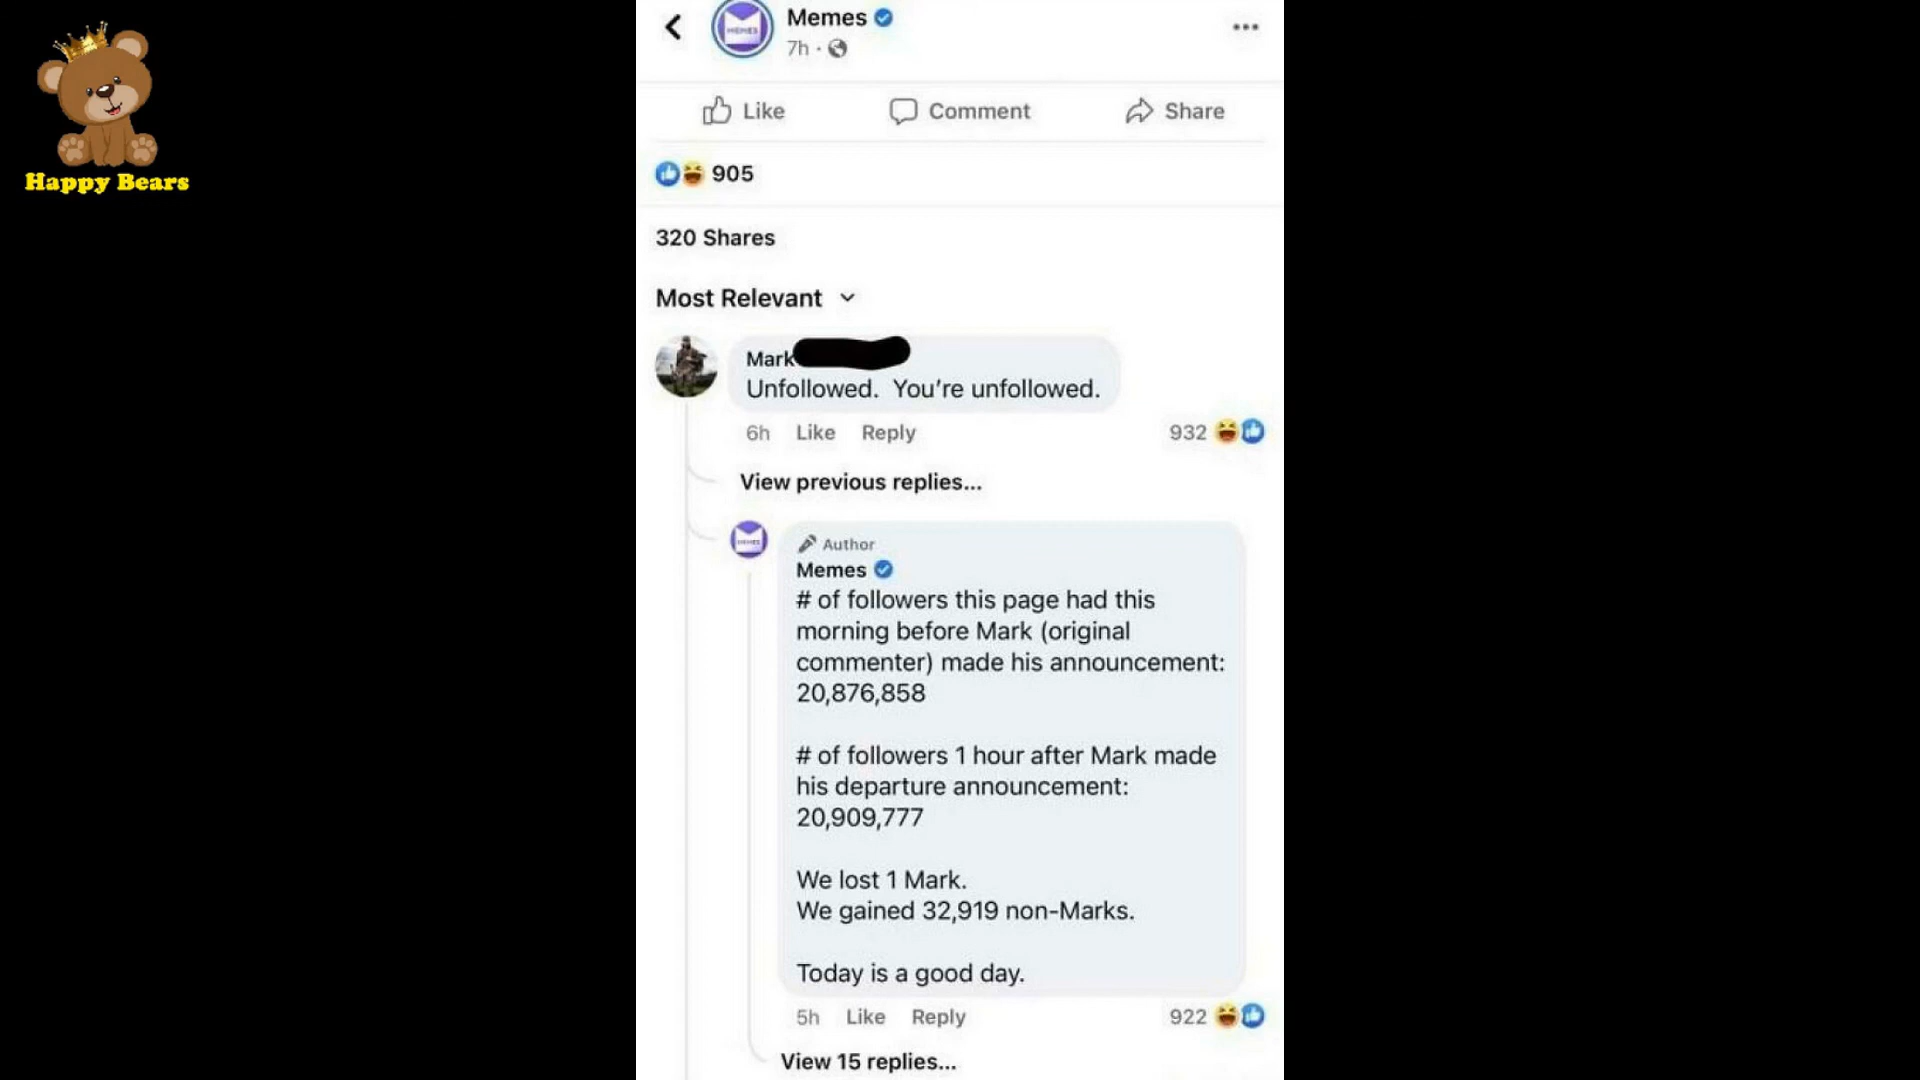 Happy Bears
MEMES
Memes
7h ·
Like Comment Share
905
320 Shares
Most Relevant
Mark
Unfollowed. You’re unfollowed.
6h Like Reply 932
View previous replies...
MEMES
Author
Memes
# of followers this page had this
morning before Mark (original
commenter) made his announcement:
20,876,858
# of followers 1 hour after Mark made
his departure announcement:
20,909,777
We lost 1 Mark.
We gained 32,919 non-Marks.
Today is a good day.
5h Like Reply 922
View 15 replies...